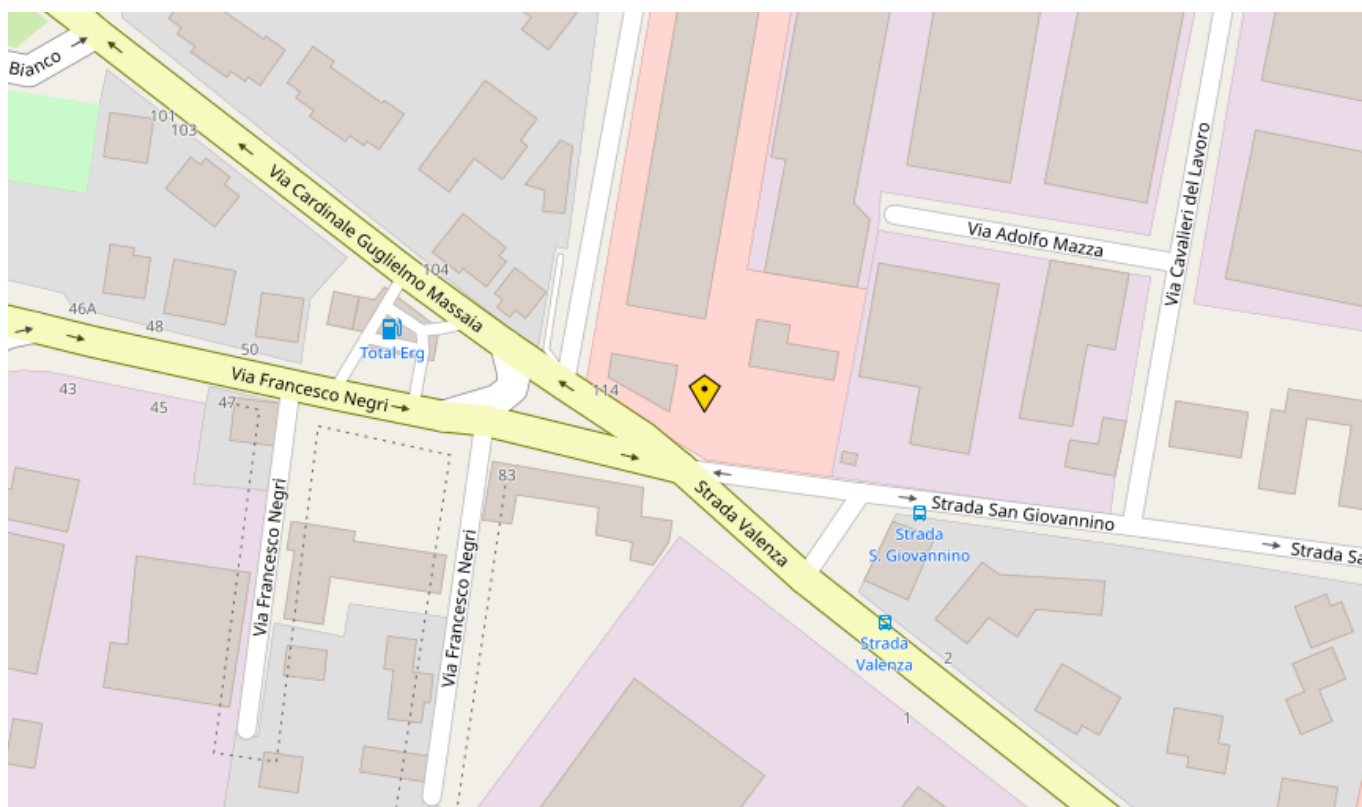 Bianco
101
103
Via Cardinale Guglielmo Massaia
104
Via Adolfo Mazza
Via Cavalieri del Lavoro
46A
48
50
Total Erg
Via Francesco Negri
43
45
47
114
83
Strada Valenza
Strada San Giovannino
Strada
S. Giovannino
Strada Sa
Via Francesco Negri
Via Francesco Negri
Strada
Valenza
2
1